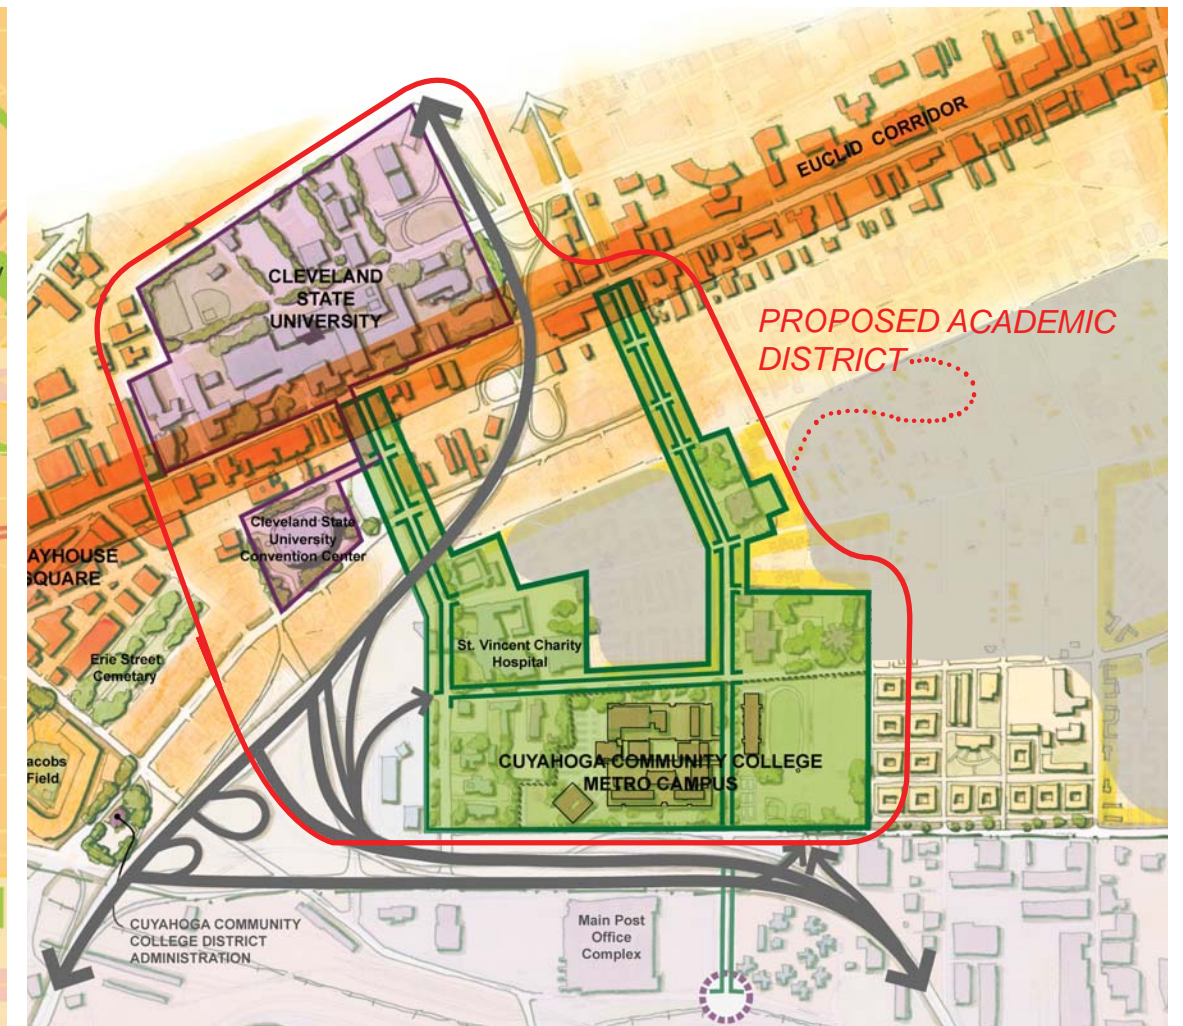 EUCLID CORRIDOR
CLEVELAND
STATE
UNIVERSITY
PROPOSED ACADEMIC
DISTRICT
Cleveland State
University
Convention Center
AYHOUSE
SQUARE
St. Vincent Charity
Hospital
Erie Street
Cemetary
acobs
Field
CUYAHOGA COMMUNITY COLLEGE
METRO CAMPUS
CUYAHOGA COMMUNITY
COLLEGE DISTRICT
ADMINISTRATION
Main Post
Office
Complex